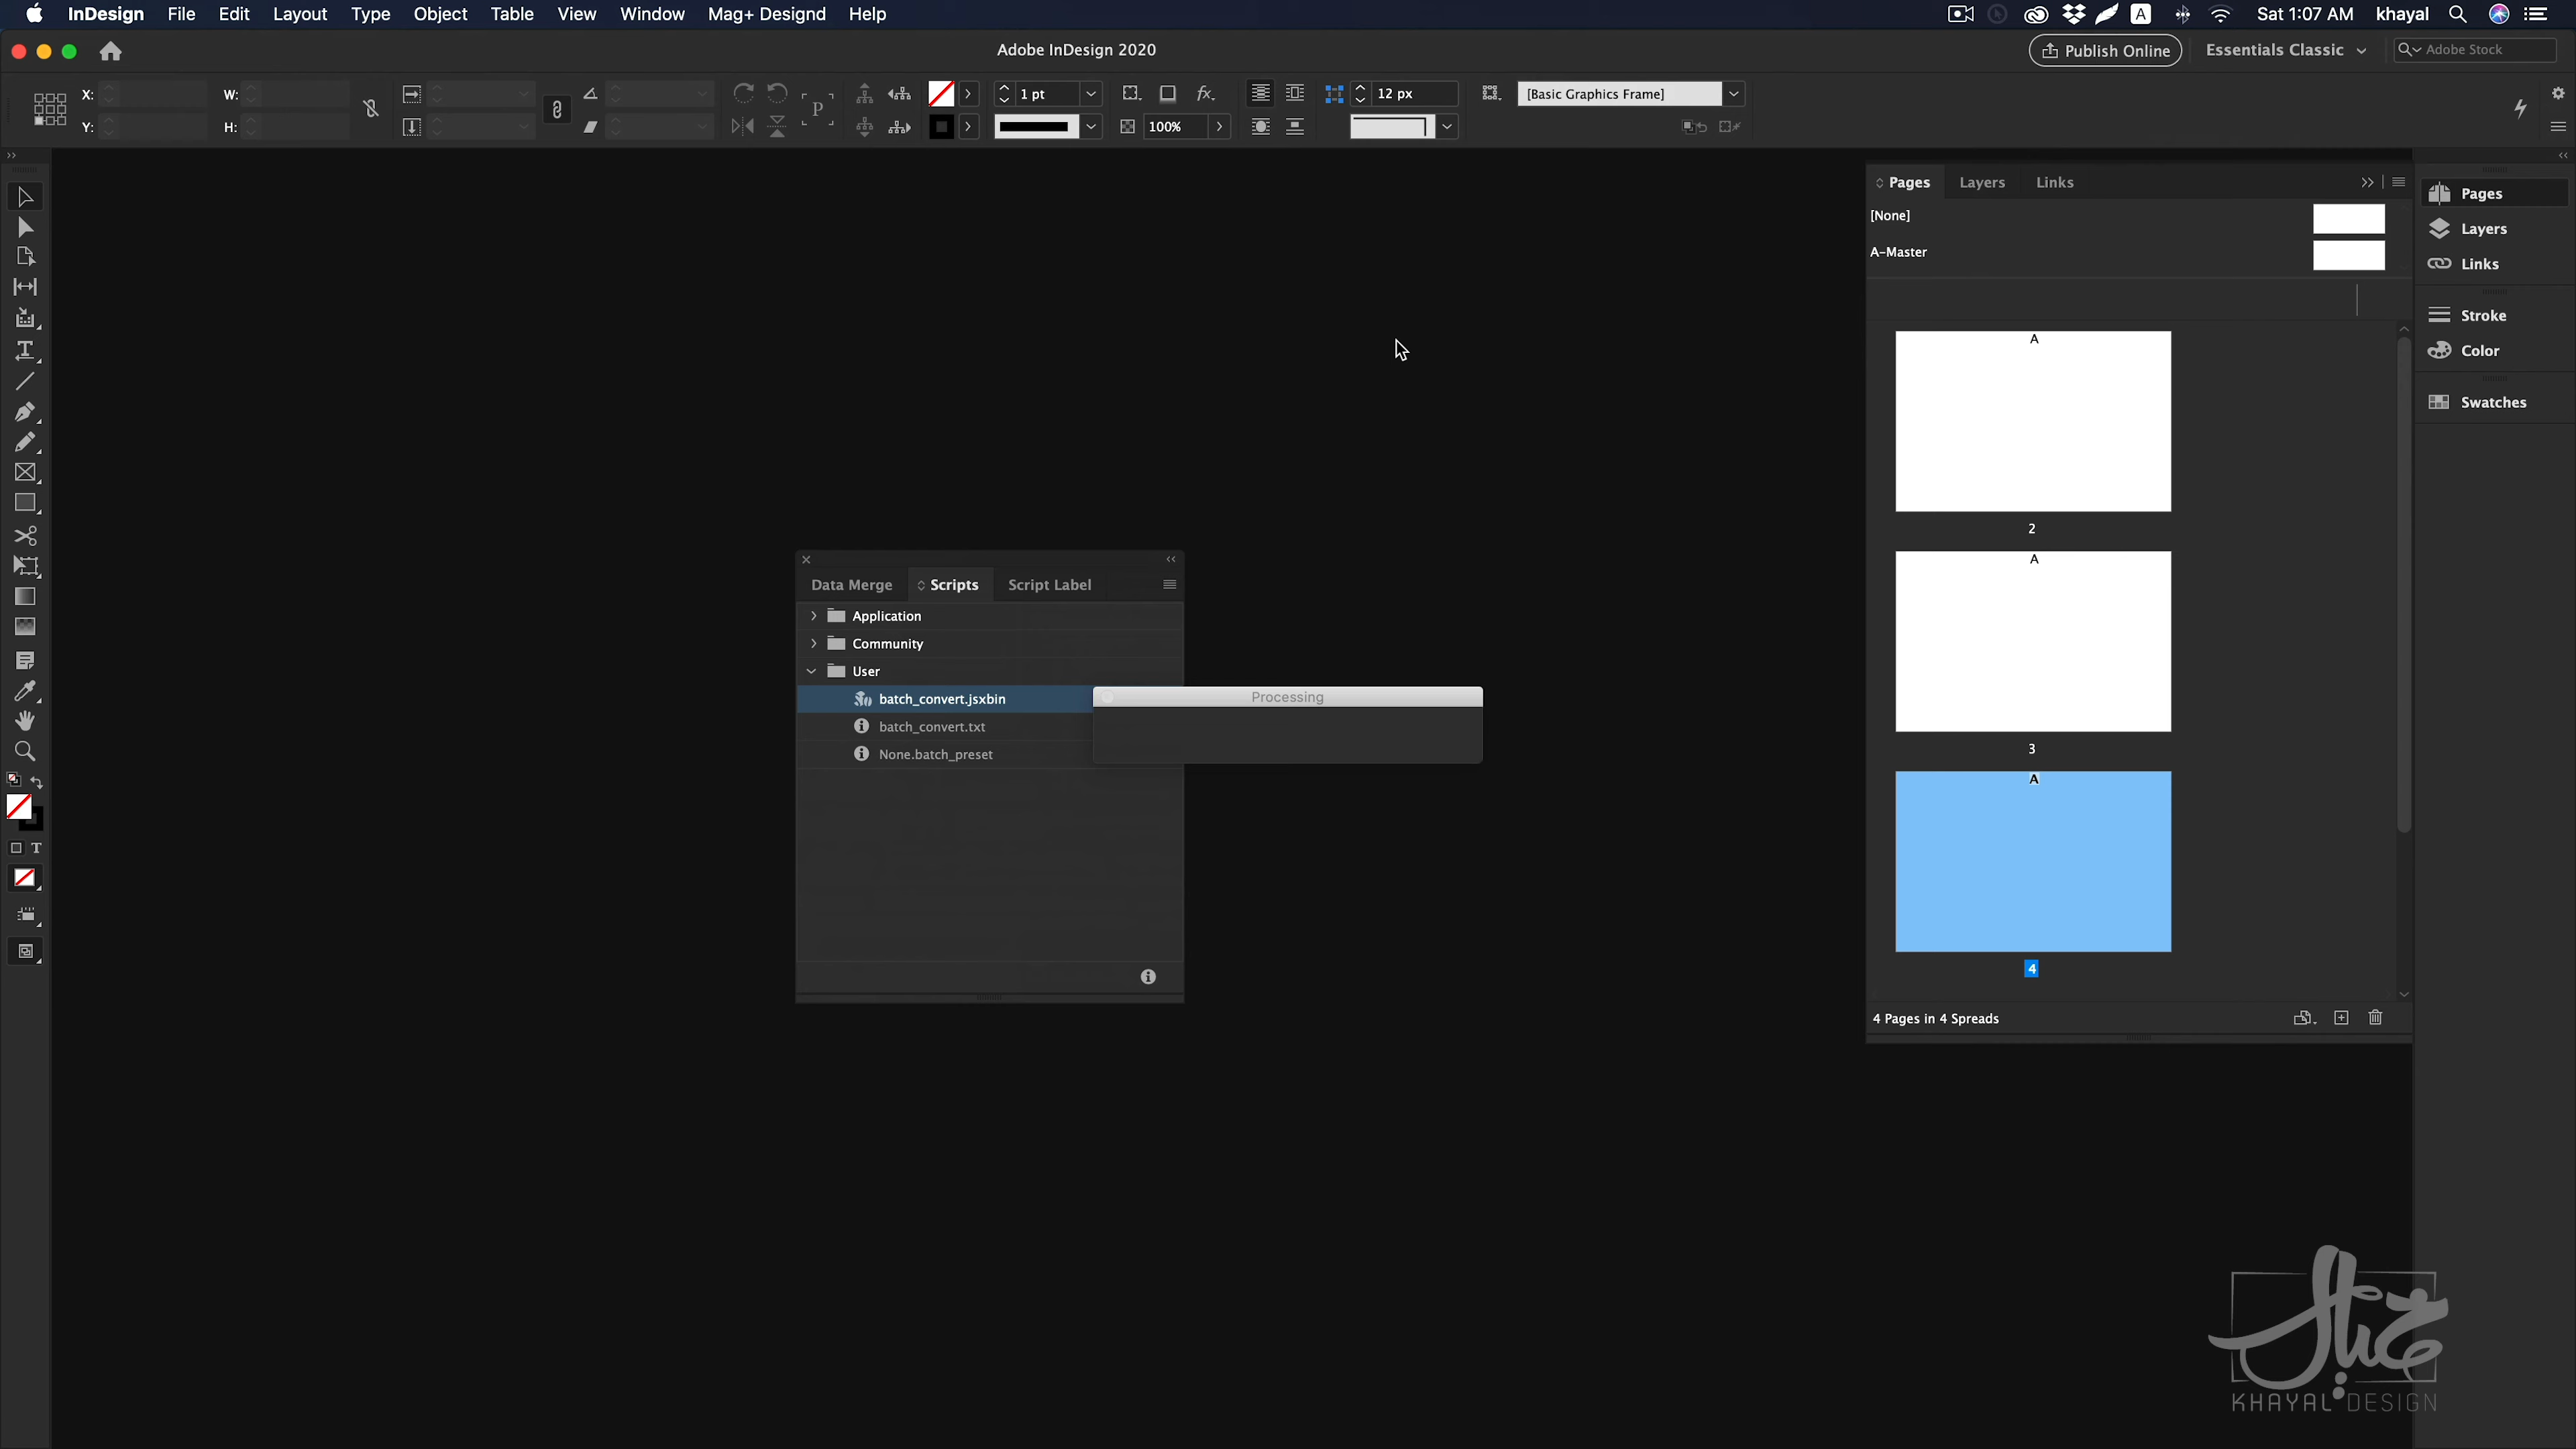 InDesign File Edit Layout Type Object Table View Window Mag+ Designd Help A Sat 1:07 AM khayal
Adobe InDesign 2020 Publish Online Essentials Classic Adobe Stock
X: W: 1 pt 12 px [Basic Graphics Frame]
Y: H: P fx. 100%
Pages Layers Links
[None]
A-Master
A
2
A
3
A
4
4 Pages in 4 Spreads
Pages
Layers
Links
Stroke
Color
Swatches
Data Merge Scripts Script Label
Application
Community
User
batch_convert.jsxbin
batch_convert.txt
None.batch_preset
Processing
T
خيال
KHAYAL DESIGN